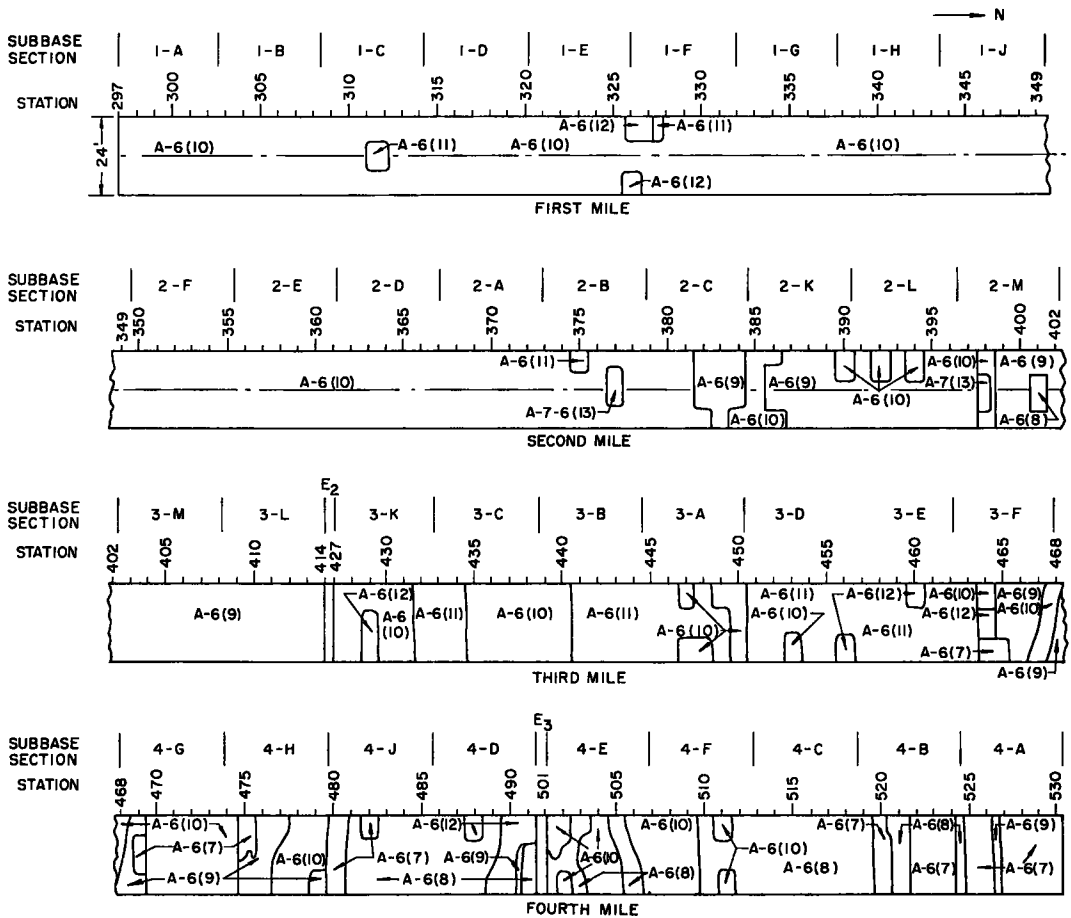 N
SUBBASE SECTION 1-A 1-B 1-C 1-D 1-E 1-F 1-G 1-H 1-J
STATION 297 300 305 310 315 320 325 331 335 340 345 349
24'
A-6(12) A-6(11)
A-6(10) A-6(11) A-6(10) A-6(10)
A-6(12)
FIRST MILE
SUBBASE SECTION 2-F 2-E 2-D 2-A 2-B 2-C 2-K 2-L 2-M
STATION 349 350 355 360 365 370 375 380 385 390 395 400 402
A-6(11) A-6(10) A-6(9)
A-6(10) A-6(9) A-6(9) A-7(13)
A-6(10)
A-7-6(13) A-6(10) A-6(8)
SECOND MILE
E2
SUBBASE SECTION 3-M 3-L 3-K 3-C 3-B 3-A 3-D 3-E 3-F
STATION 402 405 410 414 427 430 435 440 445 450 455 460 465 468
A-6(12) A-6(11) A-6(12) A-6(10) A-6(9)
A-6(9) A-6(10) A-6(11) A-6(10) A-6(11) A-6(10) A-6(10) A-6(11) A-6(12) A-6(10)
A-6(7)
A-6(9)
THIRD MILE
E3
SUBBASE SECTION 4-G 4-H 4-J 4-D 4-E 4-F 4-C 4-B 4-A
STATION 468 470 475 480 485 490 501 505 510 515 520 525 530
A-6(10) A-6(12) A-6(10) A-6(7) A-6(8) A-6(9)
A-6(7) A-6(10) A-6(7) A-6(9) A-6(10 A-6(10)
A-6(9) A-6(8) A-6(8) A-6(8) A-6(7) A-6(7)
FOURTH MILE